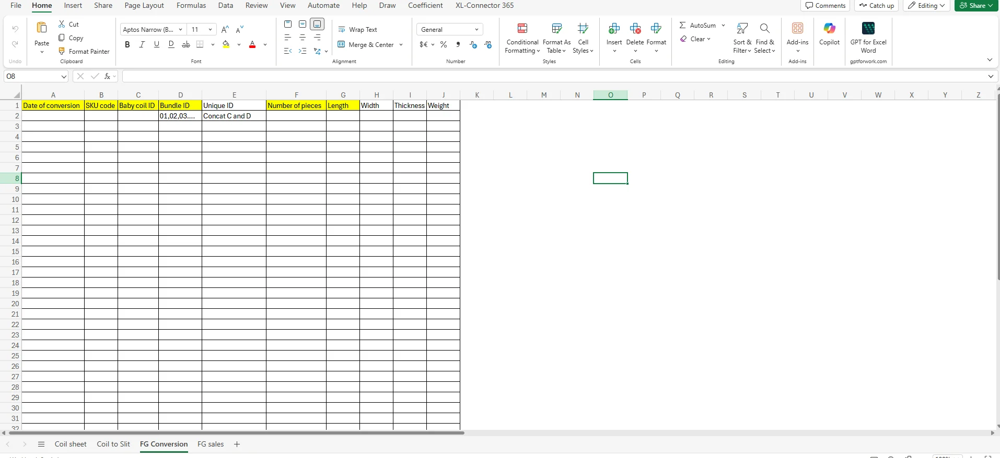 File Home Insert Share Page Layout Formulas Data Review View Automate Help Draw Coefficient XL-Connector 365 Comments Catch up Editing Share
Undo
Paste
Cut
Copy
Format Painter
Clipboard
Aptos Narrow (B... 11 A A
B I U D ab A
Font
Wrap Text
Merge & Center
Alignment
General
$€ % 9
Number
Conditional Formatting
Format As Table
Cell Styles
Styles
Insert Delete Format
Cells
AutoSum
Clear
Sort & Filter
Find & Select
Editing
Add-ins
Add-ins
Copilot
GPT for Excel Word
gptforwork.com
O8 fx
A B C D E F G H I J K L M N O P Q R S T U V W X Y Z
1 Date of conversion SKU code Baby coil ID Bundle ID Unique ID Number of pieces Length Width Thickness Weight
2 01,02,03.... Concat C and D
3
4
5
6
7
8
9
10
11
12
13
14
15
16
17
18
19
20
21
22
23
24
25
26
27
28
29
30
31
32
Coil sheet Coil to Slit FG Conversion FG sales +